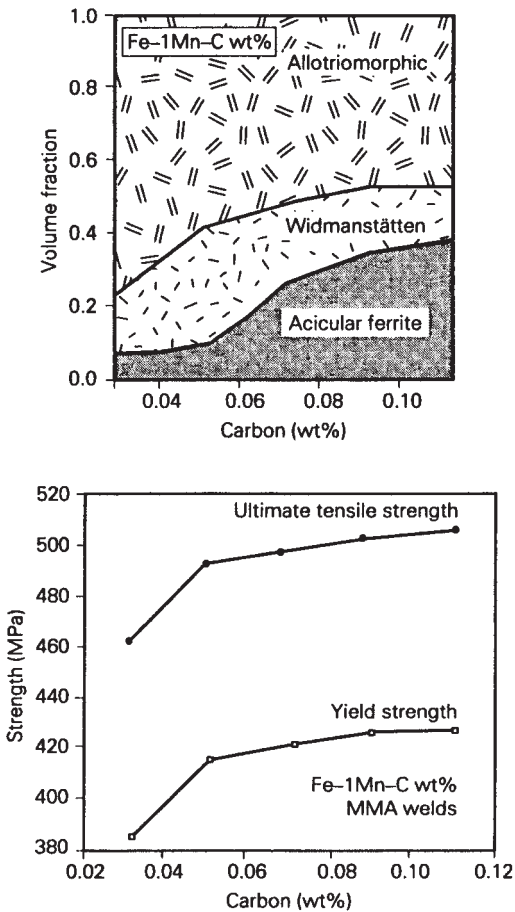 Fe–1Mn–C wt%
Allotriomorphic
Widmanstätten
Acicular ferrite
Volume fraction
1.0
0.8
0.6
0.4
0.2
0.0
0.04 0.06 0.08 0.10
Carbon (wt%)
Ultimate tensile strength
Yield strength
Fe–1Mn–C wt%
MMA welds
Strength (MPa)
520
500
480
460
440
420
400
380
0.02 0.04 0.06 0.08 0.10 0.12
Carbon (wt%)